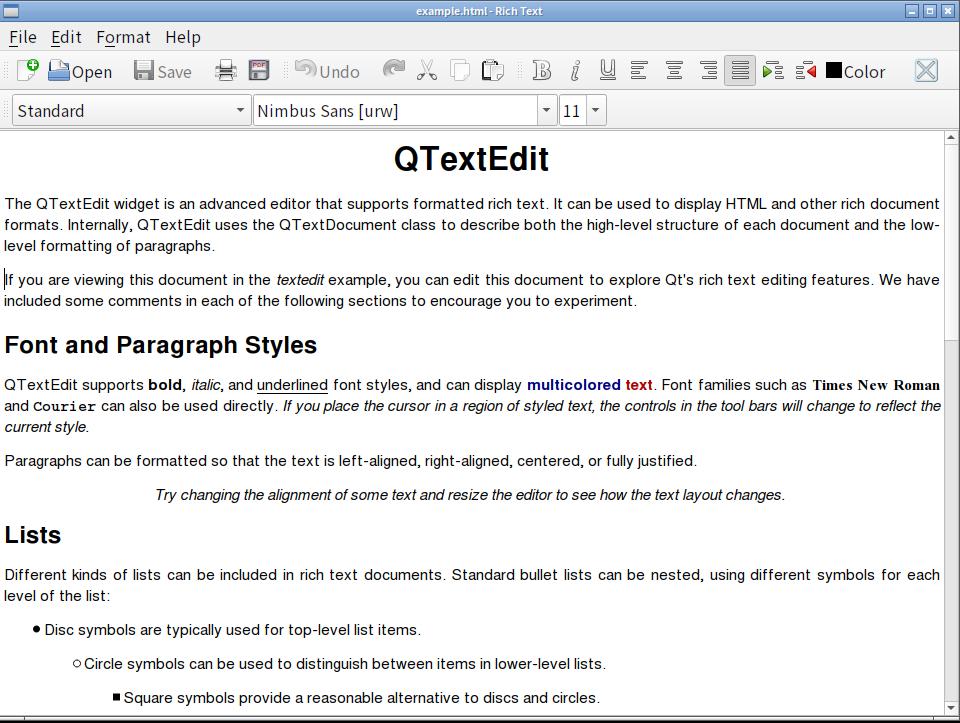 example.html - Rich Text
File Edit Format Help
Open Save PDF Undo B i U Color
Standard Nimbus Sans [urw] 11
QTextEdit
The QTextEdit widget is an advanced editor that supports formatted rich text. It can be used to display HTML and other rich document
formats. Internally, QTextEdit uses the QTextDocument class to describe both the high-level structure of each document and the low-
level formatting of paragraphs.
If you are viewing this document in the textedit example, you can edit this document to explore Qt's rich text editing features. We have
included some comments in each of the following sections to encourage you to experiment.
Font and Paragraph Styles
QTextEdit supports bold, italic, and underlined font styles, and can display multicolored text. Font families such as Times New Roman
and Courier can also be used directly. If you place the cursor in a region of styled text, the controls in the tool bars will change to reflect the
current style.
Paragraphs can be formatted so that the text is left-aligned, right-aligned, centered, or fully justified.
Try changing the alignment of some text and resize the editor to see how the text layout changes.
Lists
Different kinds of lists can be included in rich text documents. Standard bullet lists can be nested, using different symbols for each
level of the list:
Disc symbols are typically used for top-level list items.
Circle symbols can be used to distinguish between items in lower-level lists.
Square symbols provide a reasonable alternative to discs and circles.